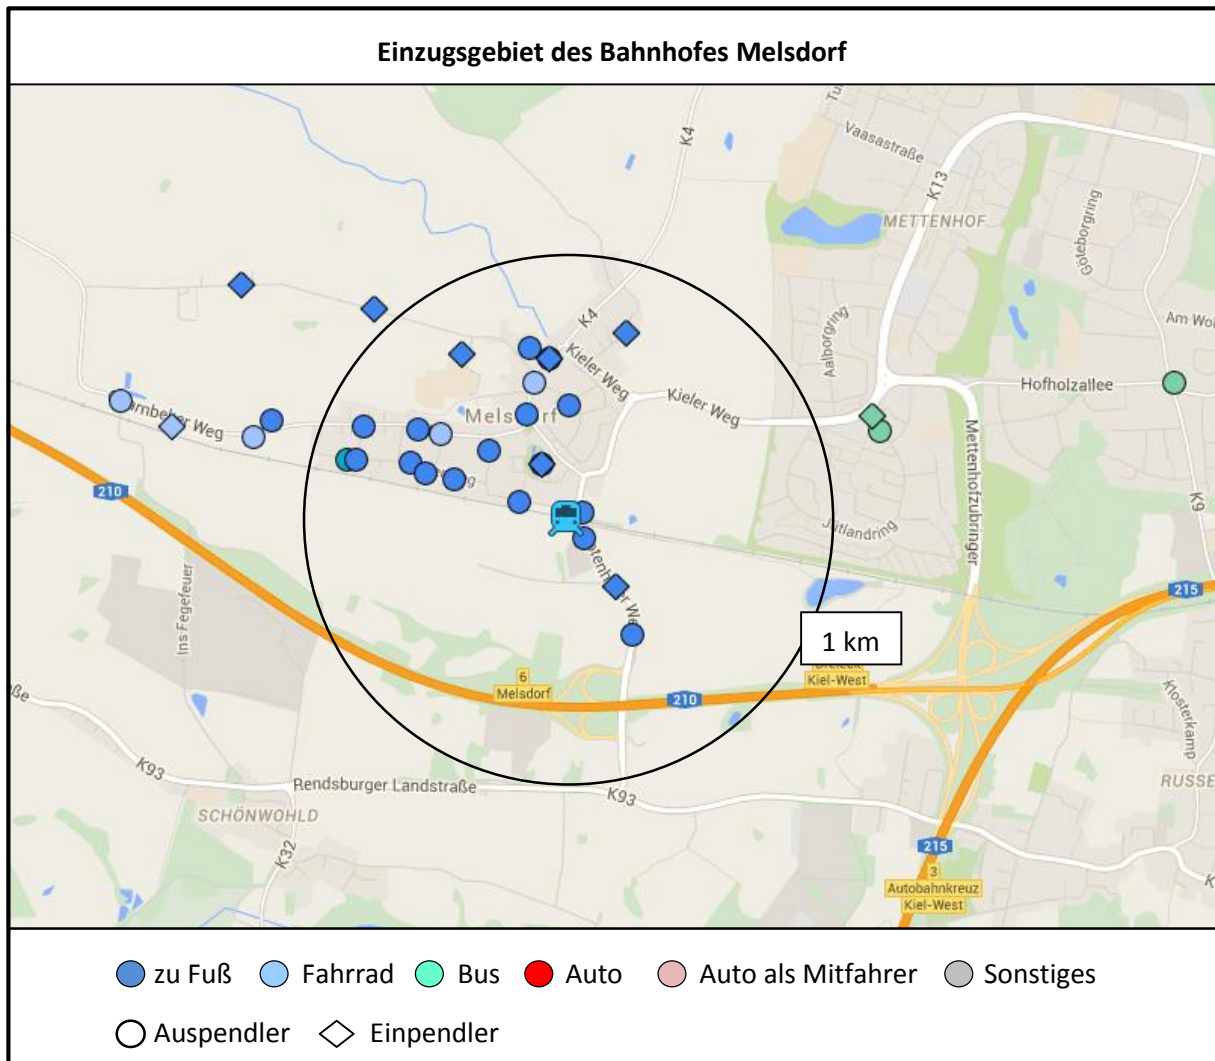 Einzugsgebiet des Bahnhofes Melsdorf
K4
Vaasastraße
K13
METTENHOF
Göteborgring
Aalborgring
Am
K4
Kieler Weg
Kieler Weg
Hofholzallee
Melsdorf
Weg
Mettenhofzubringer
K9
210
Jütlandring
Ins Fegefeuer
215
1 km
6
Melsdorf
Kiel-West
210
Klosterkamp
K93
Rendsburger Landstraße
K93
SCHÖNWOHLD
K32
215
3
Autobahnkreuz
Kiel-West
zu Fuß Fahrrad Bus Auto Auto als Mitfahrer Sonstiges
Auspendler Einpendler